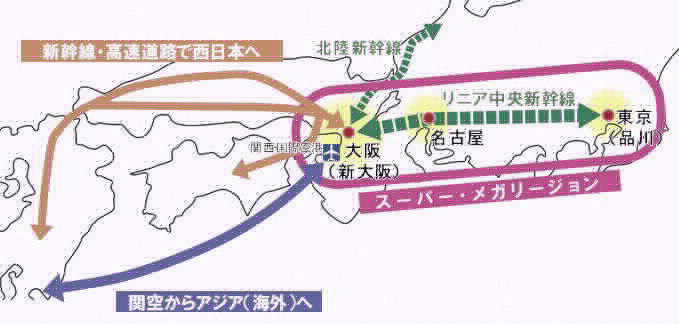 新幹線・高速道路で西日本へ
北陸新幹線
リニア中央新幹線
東京
(品川)
名古屋
関西国際空港
大阪
(新大阪)
スーパー・メガリージョン
関空からアジア(海外)へ